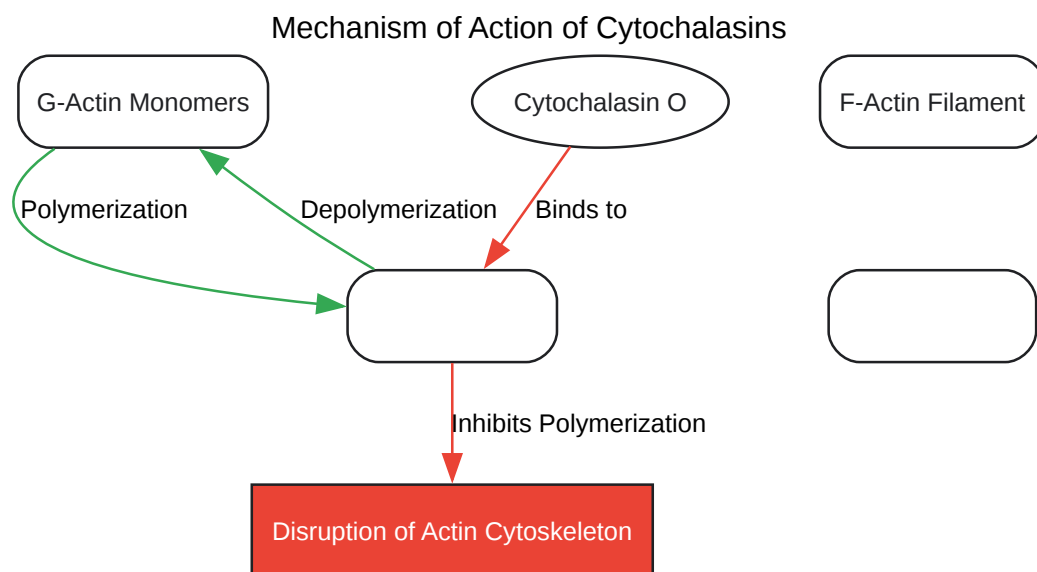 Mechanism of Action of Cytochalasins
G-Actin Monomers
Cytochalasin O
F-Actin Filament
Polymerization
Depolymerization
Binds to
Inhibits Polymerization
Disruption of Actin Cytoskeleton